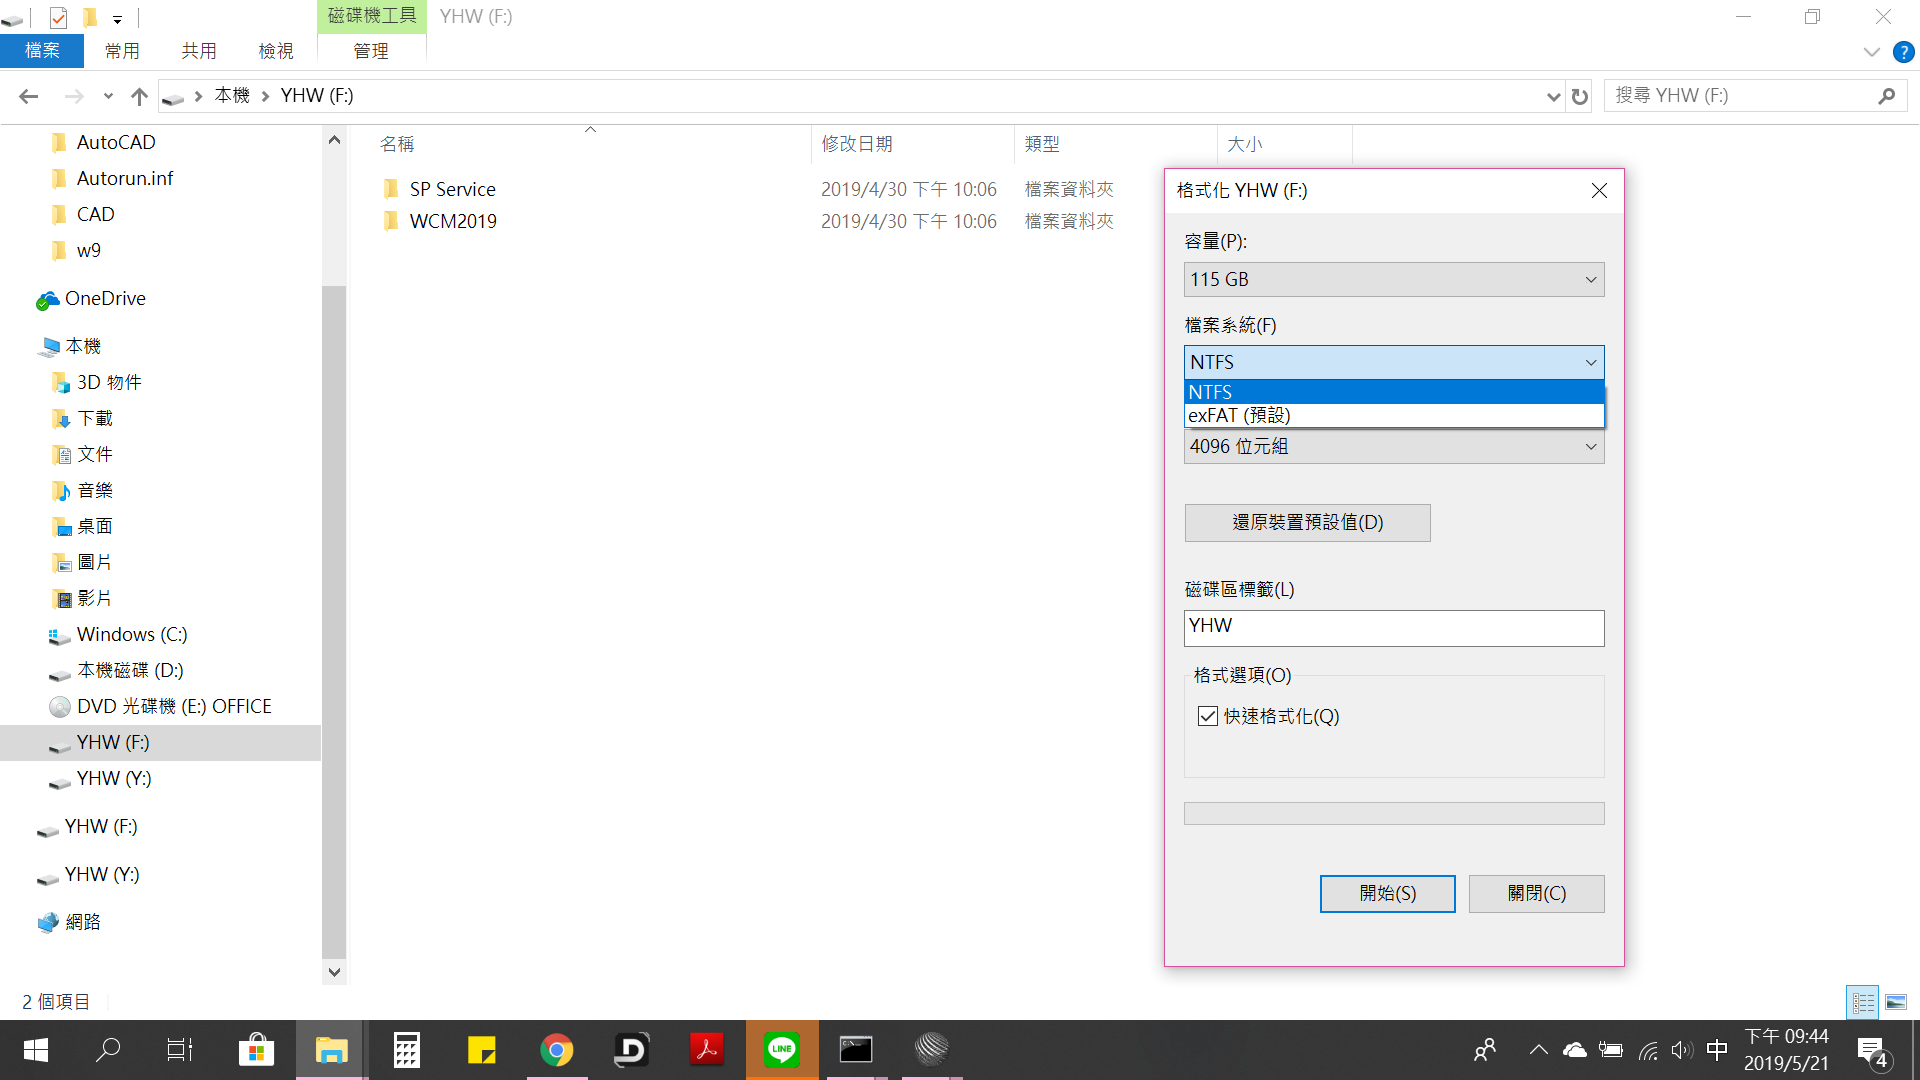 磁碟機工具
YHW (F:)
檔案
常用
共用
檢視
管理
本機
YHW (F:)
搜尋 YHW (F:)
AutoCAD
Autorun.inf
CAD
w9
OneDrive
本機
3D 物件
下載
文件
音樂
桌面
圖片
影片
Windows (C:)
本機磁碟 (D:)
DVD 光碟機 (E:) OFFICE
YHW (F:)
YHW (Y:)
YHW (F:)
YHW (Y:)
網路
名稱
修改日期
類型
大小
SP Service
2019/4/30 下午 10:06
檔案資料夾
WCM2019
2019/4/30 下午 10:06
檔案資料夾
格式化 YHW (F:)
容量(P):
115 GB
檔案系統(F)
NTFS
NTFS
exFAT (預設)
4096 位元組
還原裝置預設值(D)
磁碟區標籤(L)
YHW
格式選項(O)
快速格式化(Q)
開始(S)
關閉(C)
2 個項目
LINE
中
下午 09:44
2019/5/21
4